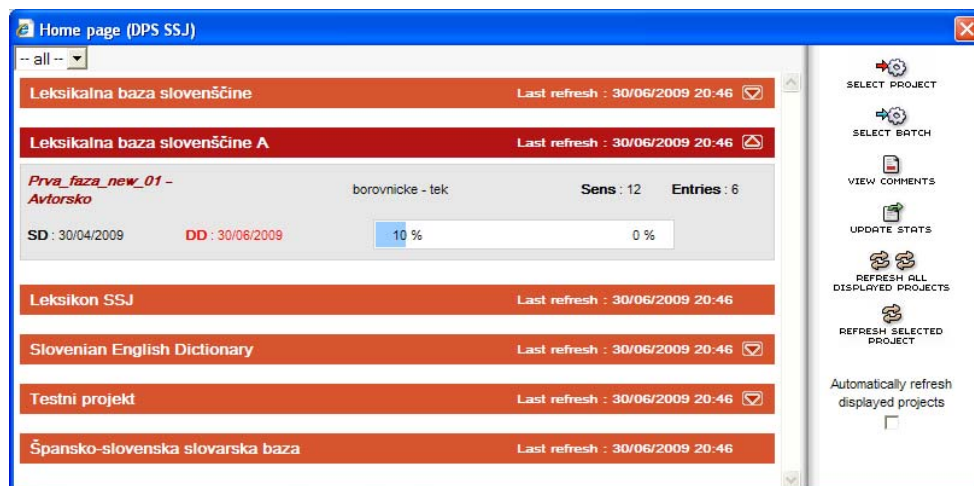 Home page (DPS SSJ)
-- all --
Leksikalna baza slovenščine Last refresh : 30/06/2009 20:46
Leksikalna baza slovenščine A Last refresh : 30/06/2009 20:46
Prva_faza_new_01 – Avtorsko borovnicke - tek Sens : 12 Entries : 6
SD : 30/04/2009 DD : 30/06/2009 10 % 0 %
Leksikon SSJ Last refresh : 30/06/2009 20:46
Slovenian English Dictionary Last refresh : 30/06/2009 20:46
Testni projekt Last refresh : 30/06/2009 20:46
Špansko-slovenska slovarska baza Last refresh : 30/06/2009 20:46
SELECT PROJECT
SELECT BATCH
VIEW COMMENTS
UPDATE STATS
REFRESH ALL
DISPLAYED PROJECTS
REFRESH SELECTED
PROJECT
Automatically refresh
displayed projects